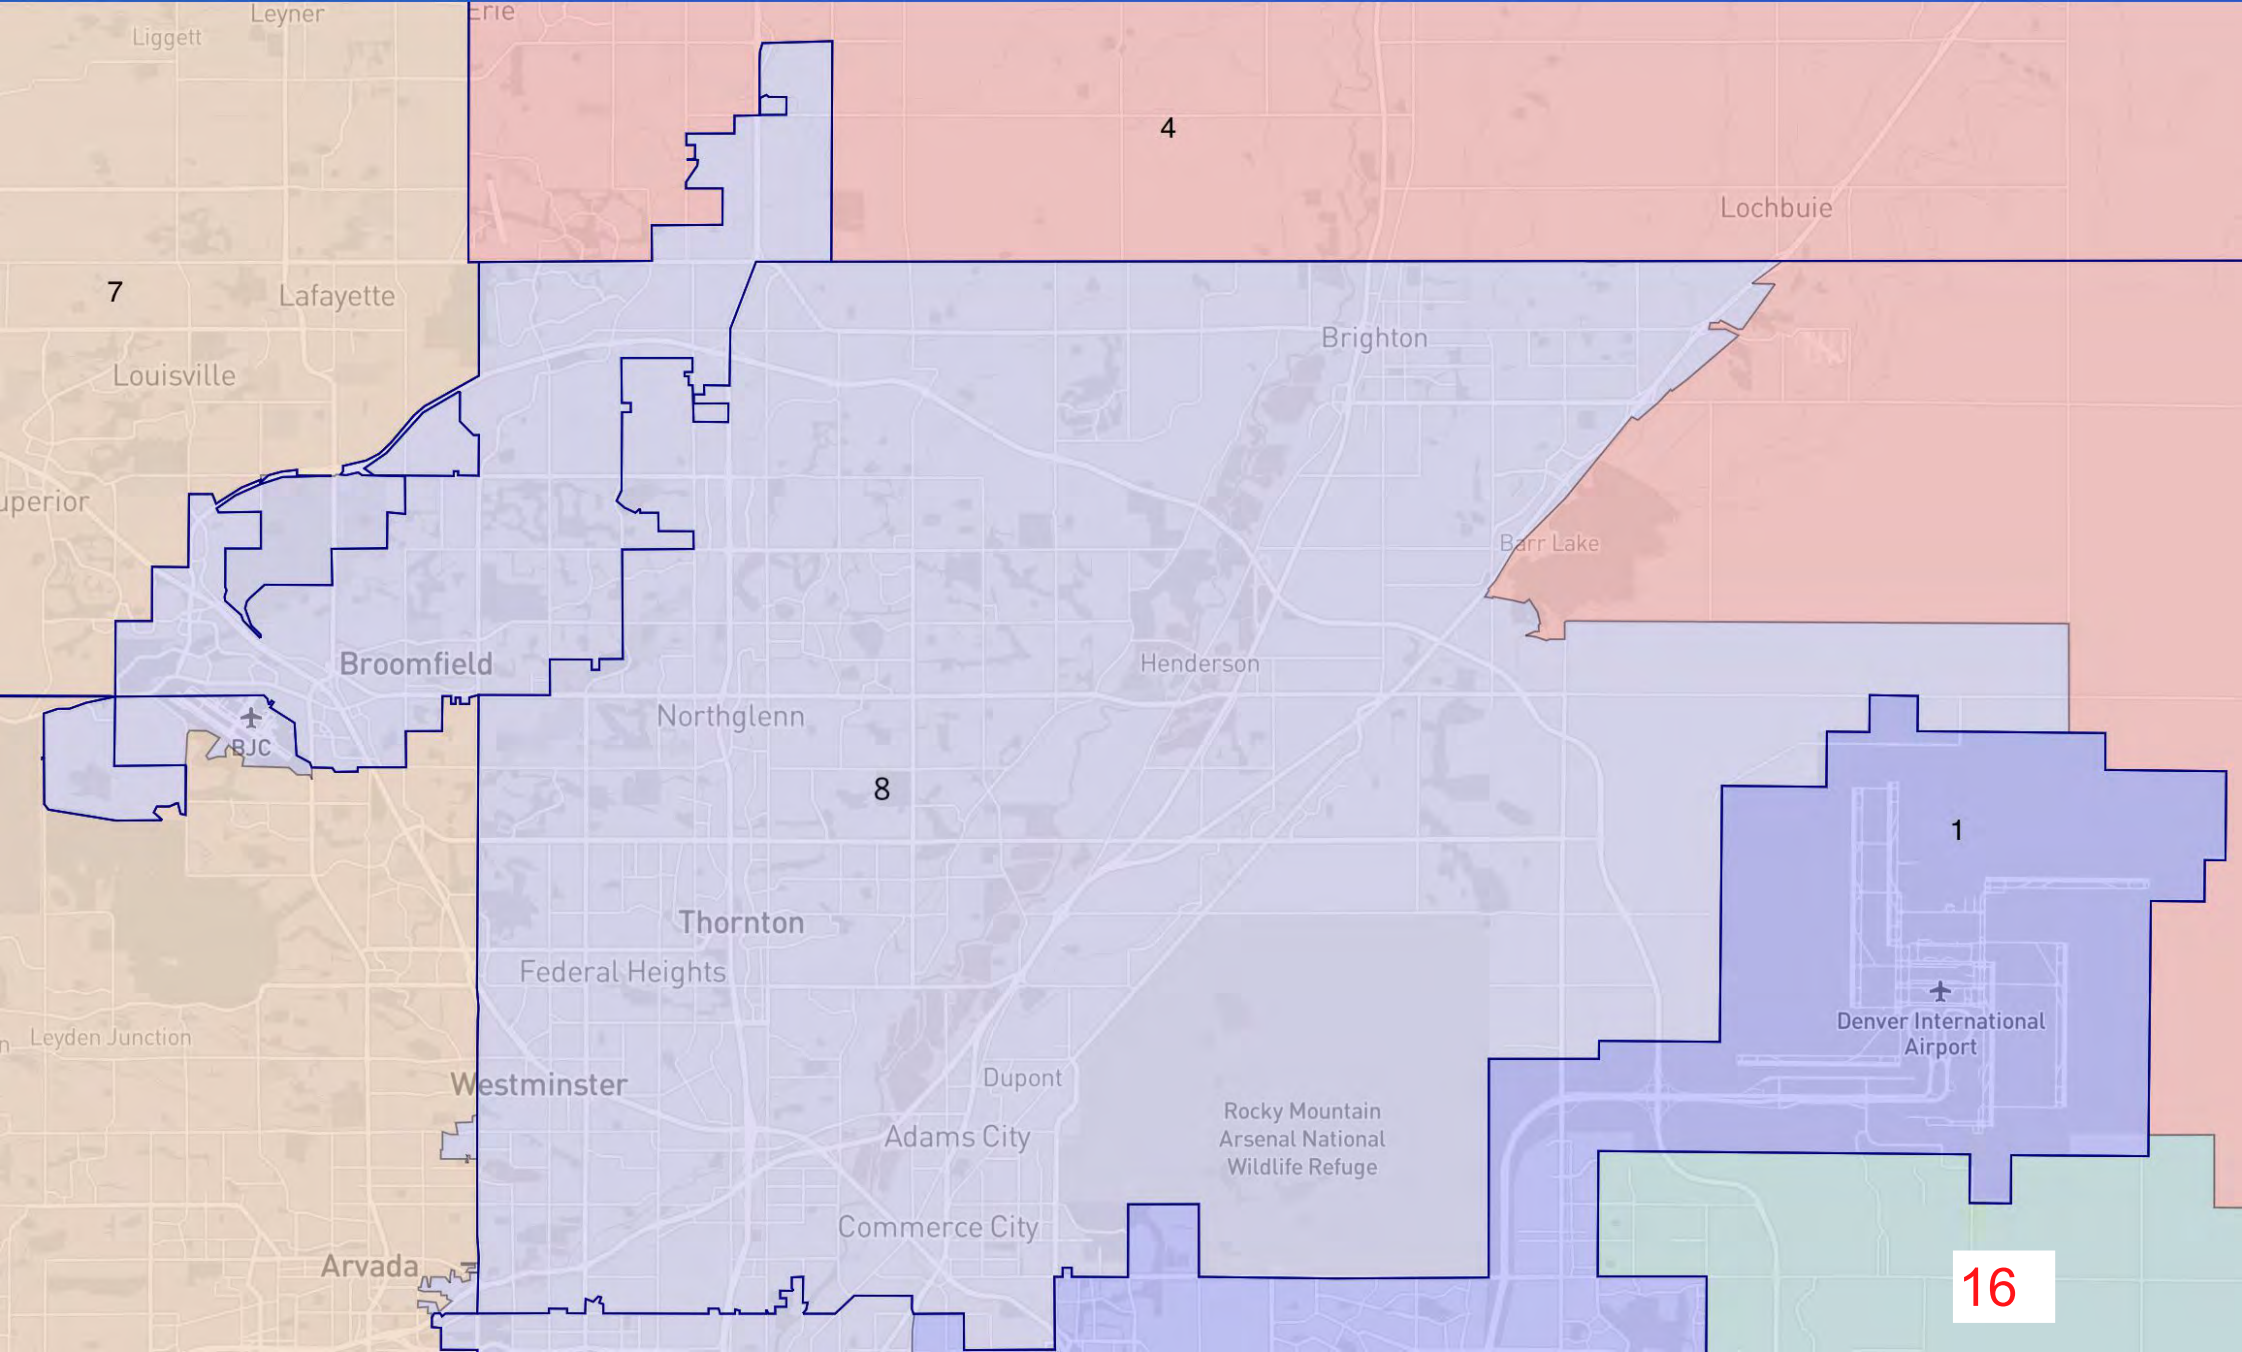 Leyner
Erie
Liggett
4
Lochbuie
7
Lafayette
Brighton
Louisville
uperior
Barr Lake
Broomfield
Henderson
Northglenn
BJC
8
1
Thornton
Federal Heights
Denver International
Airport
n
Leyden Junction
Dupont
Westminster
Rocky Mountain
Arsenal National
Wildlife Refuge
Adams City
Commerce City
Arvada
16